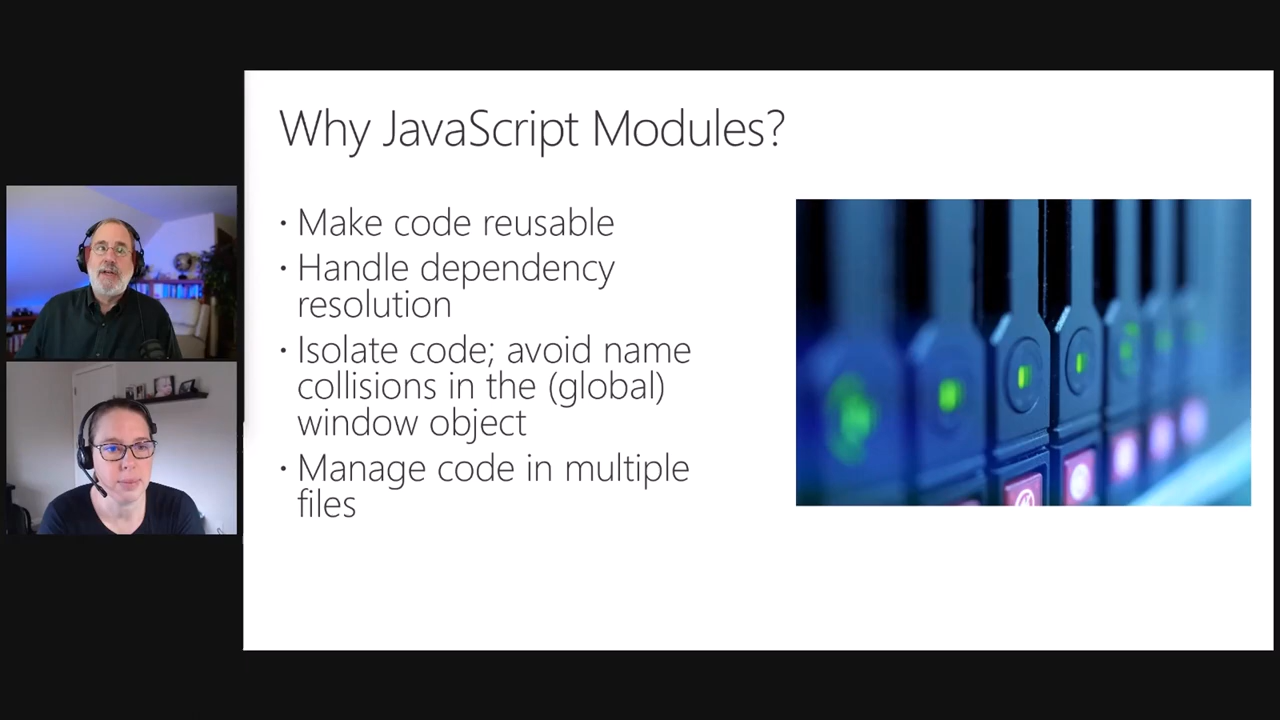 Why JavaScript Modules?
· Make code reusable
· Handle dependency
resolution
· Isolate code; avoid name
collisions in the (global)
window object
· Manage code in multiple
files